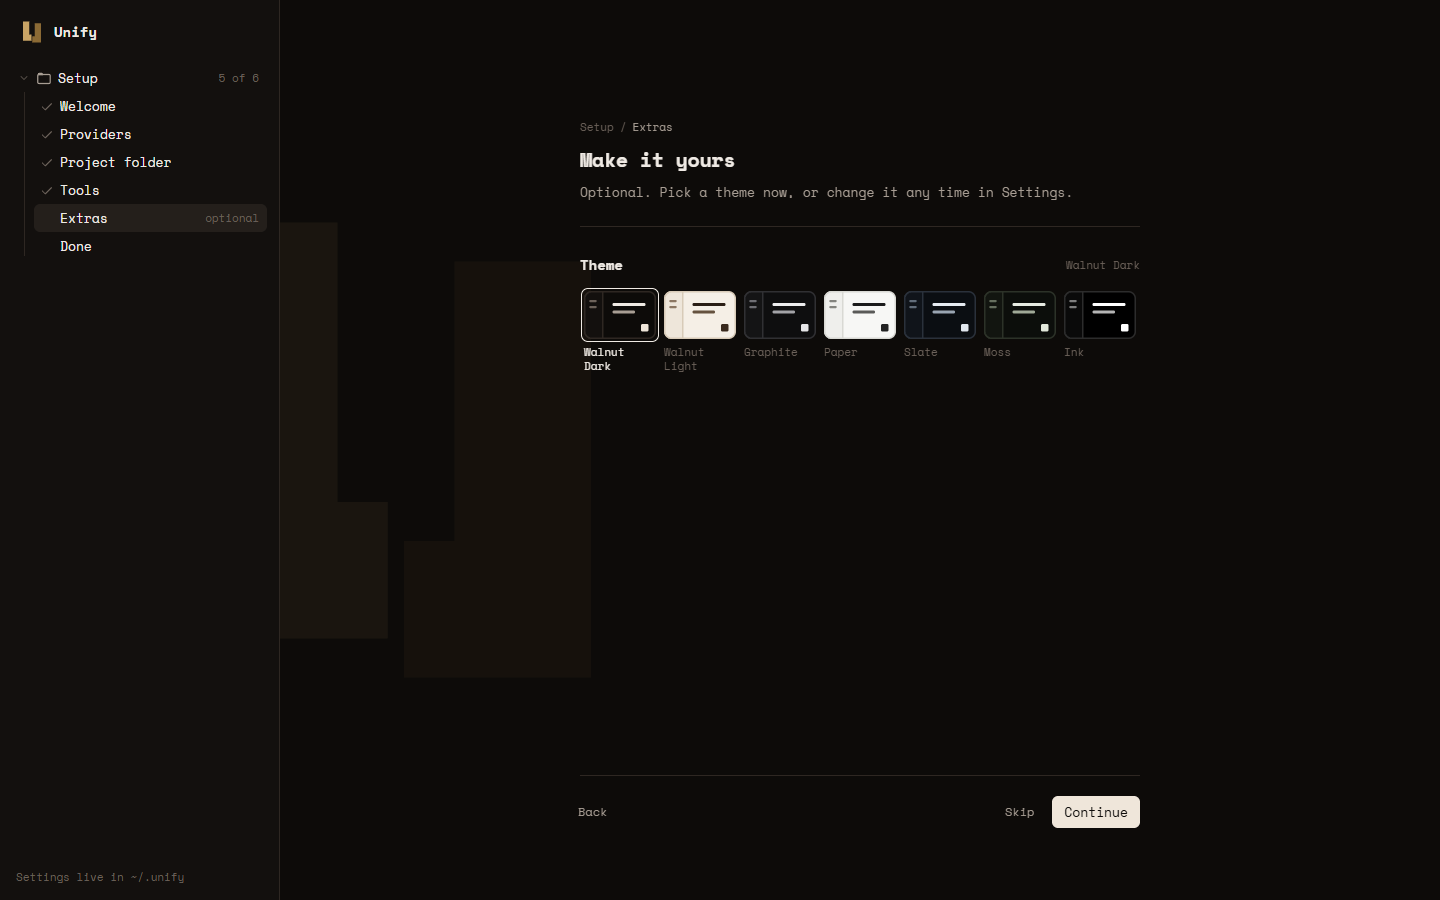 Unify
Setup 5 of 6
Welcome
Providers
Project folder
Tools
Extras optional
Done
Settings live in ~/.unify
Setup / Extras
Make it yours
Optional. Pick a theme now, or change it any time in Settings.
Theme Walnut Dark
Walnut Dark
Walnut Light
Graphite
Paper
Slate
Moss
Ink
Back
Skip
Continue